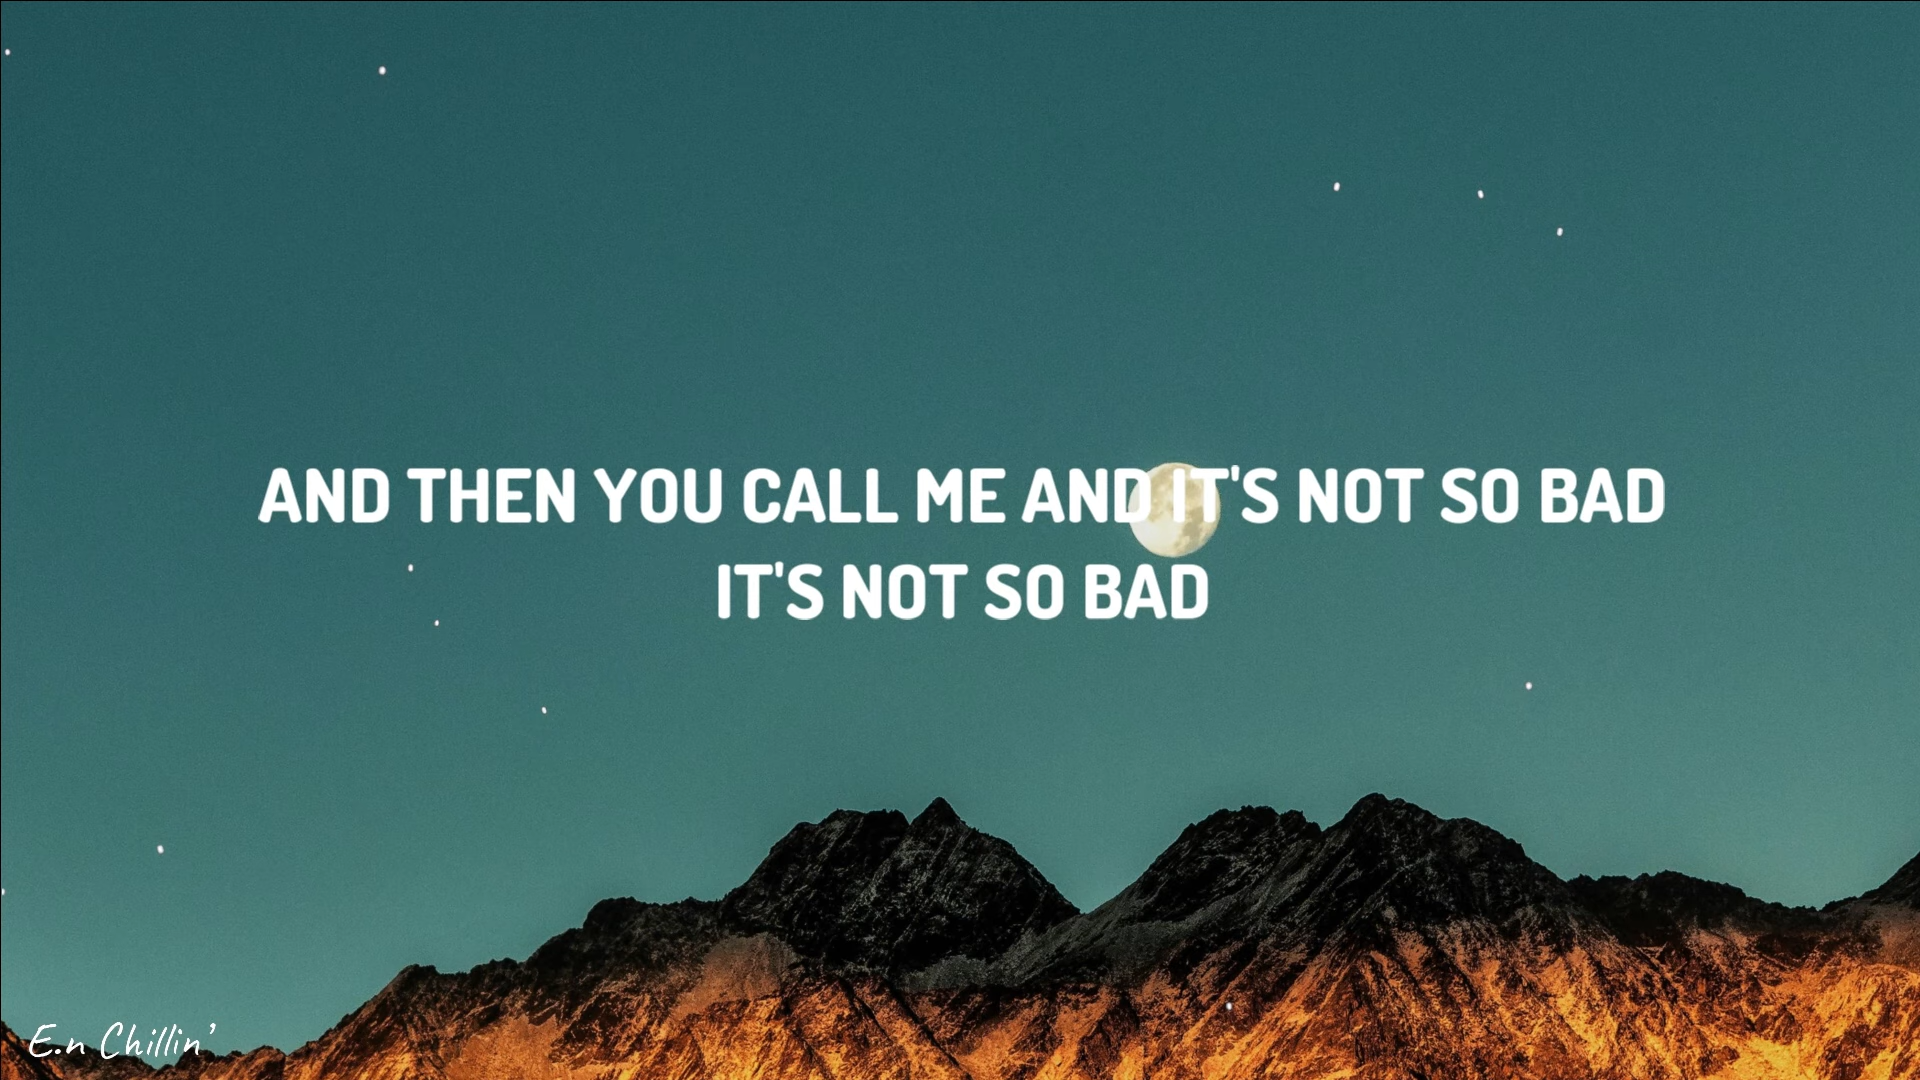 AND THEN YOU CALL ME AND IT'S NOT SO BAD
IT'S NOT SO BAD
E.n Chillin'